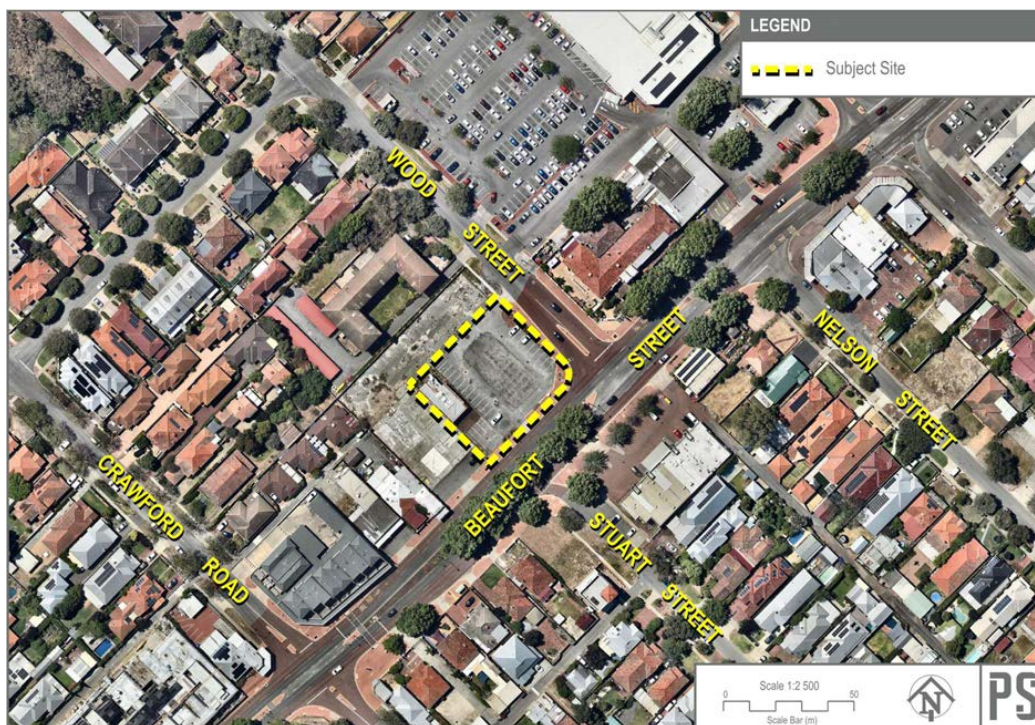 LEGEND
Subject Site
WOOD
STREET
STREET
NELSON
STREET
BEAUFORT
STUART
STREET
CRAWFORD
ROAD
Scale 1:2 500
0
50
Scale Bar (m)
N
PS